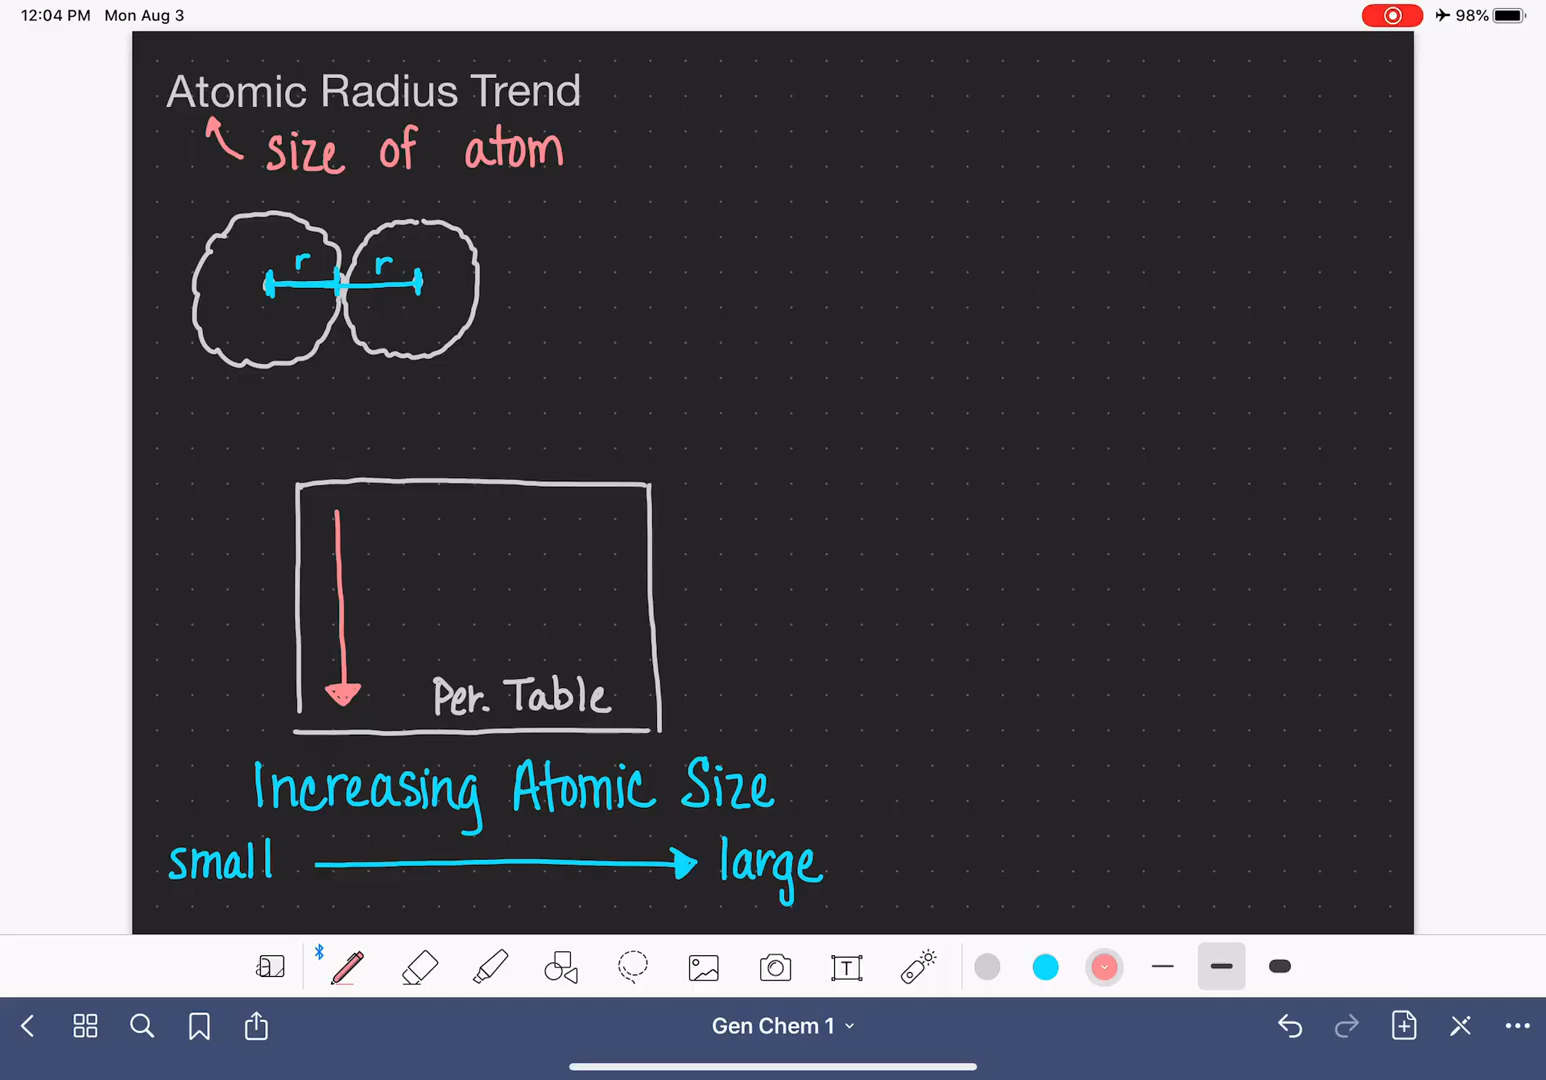 12:04 PM Mon Aug 3
98%
Atomic Radius Trend
size of atom
r r
Per. Table
Increasing Atomic Size
small large
T
Gen Chem 1